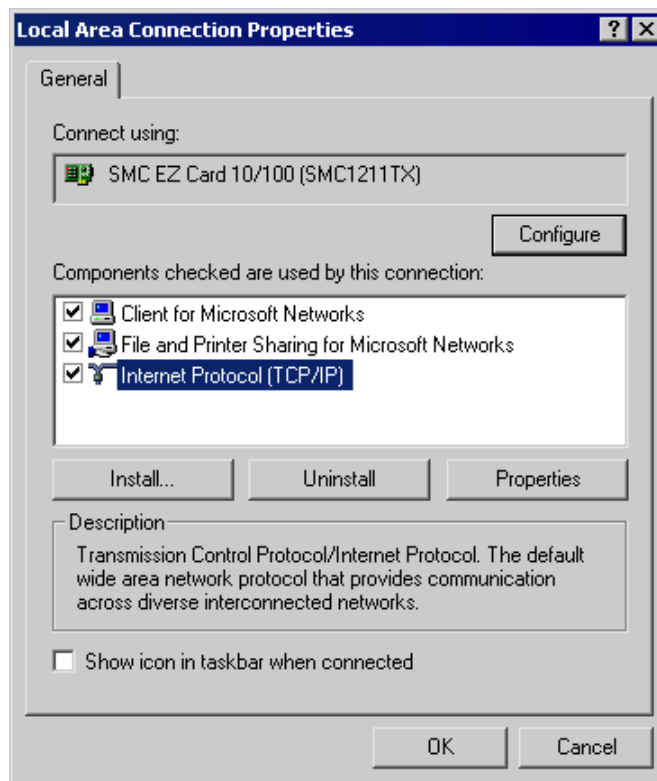 Local Area Connection Properties
General
Connect using:
SMC EZ Card 10/100 (SMC1211TX)
Configure
Components checked are used by this connection:
Client for Microsoft Networks
File and Printer Sharing for Microsoft Networks
Internet Protocol (TCP/IP)
Install... Uninstall Properties
Description
Transmission Control Protocol/Internet Protocol. The default
wide area network protocol that provides communication
across diverse interconnected networks.
Show icon in taskbar when connected
OK Cancel